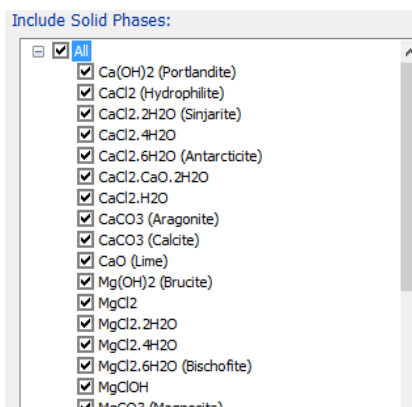 Include Solid Phases:
All
Ca(OH)2 (Portlandite)
CaCl2 (Hydrophilite)
CaCl2.2H2O (Sinjarite)
CaCl2.4H2O
CaCl2.6H2O (Antarcticite)
CaCl2.CaO.2H2O
CaCl2.H2O
CaCO3 (Aragonite)
CaCO3 (Calcite)
CaO (Lime)
Mg(OH)2 (Brucite)
MgCl2
MgCl2.2H2O
MgCl2.4H2O
MgCl2.6H2O (Bischofite)
MgClOH
MgCO3 (Magnesite)